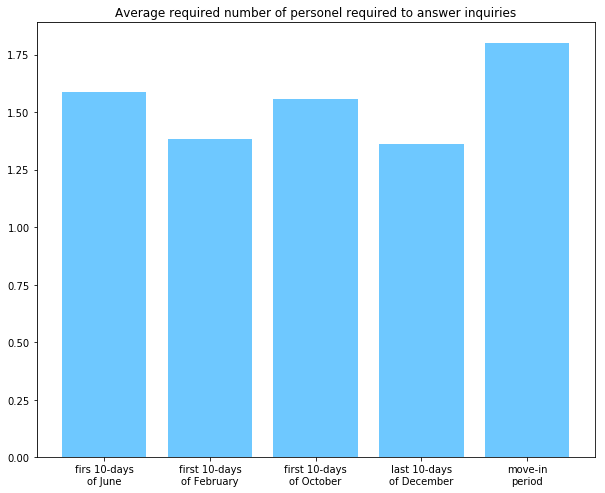 Average required number of personel required to answer inquiries
1.75
1.50
1.25
1.00
0.75
0.50
0.25
0.00
firs 10-days
of June
first 10-days
of February
first 10-days
of October
last 10-days
of December
move-in
period